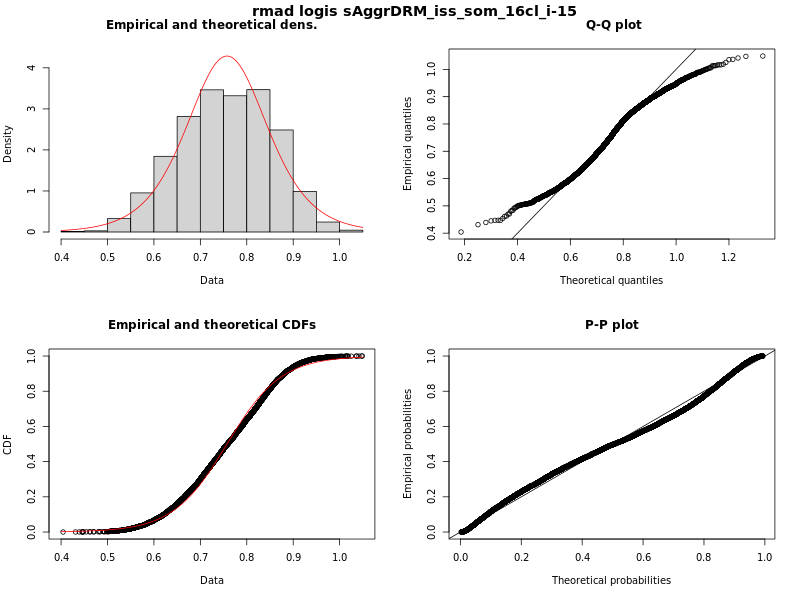 rmad logis sAggrDRM_iss_som_16cl_i-15
Empirical and theoretical dens.
Density
0 1 2 3 4
0.4 0.5 0.6 0.7 0.8 0.9 1.0
Data
Q-Q plot
Empirical quantiles
0.4 0.5 0.6 0.7 0.8 0.9 1.0
0.2 0.4 0.6 0.8 1.0 1.2
Theoretical quantiles
Empirical and theoretical CDFs
CDF
0.0 0.2 0.4 0.6 0.8 1.0
0.4 0.5 0.6 0.7 0.8 0.9 1.0
Data
P-P plot
Empirical probabilities
0.0 0.2 0.4 0.6 0.8 1.0
0.0 0.2 0.4 0.6 0.8 1.0
Theoretical probabilities